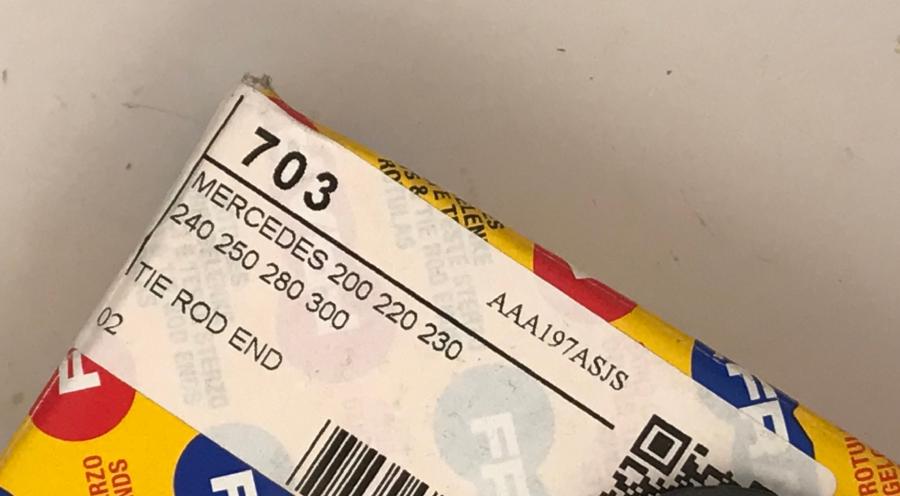 703
AAA197ASJS
MERCEDES 200 220 230
240 250 280 300
TIE ROD END
02